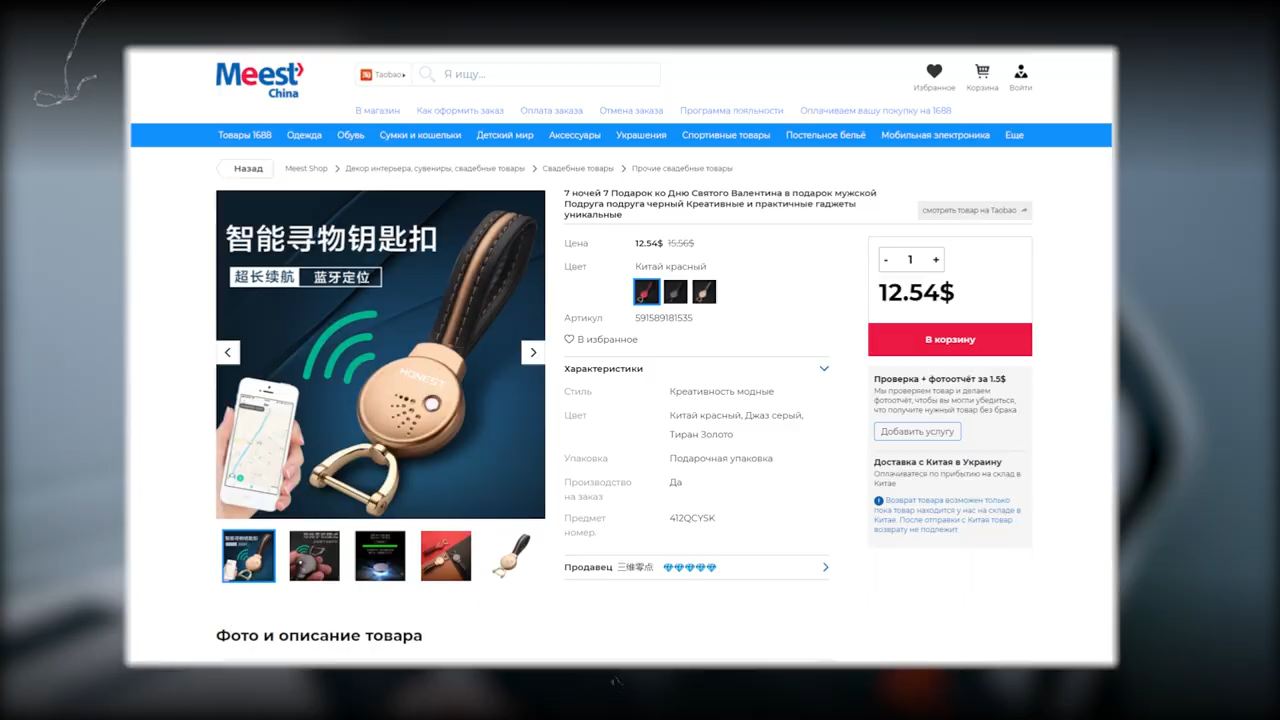 Meest
China
Taobao
Я ищу...
Избранное
Корзина
Войти
В магазин
Как оформить заказ
Оплата заказа
Отмена заказа
Программа лояльности
Оплачиваем вашу покупку на 1688
Товары 1688
Одежда
Обувь
Сумки и кошельки
Детский мир
Аксессуары
Украшения
Спортивные товары
Постельное бельё
Мобильная электроника
Еще
Назад
Meest Shop
Декор интерьера, сувениры, свадебные товары
Свадебные товары
Прочие свадебные товары
智能寻物钥匙扣
超长续航
蓝牙定位
HONEST
7 ночей 7 Подарок ко Дню Святого Валентина в подарок мужской
Подруга подруга черный Креативные и практичные гаджеты
уникальные
смотреть товар на Taobao
Цена
12.54$ 15.56$
Цвет
Китай красный
Артикул
591589181535
В избранное
Характеристики
Стиль
Креативность модные
Цвет
Китай красный, Джаз серый,
Тиран Золото
Упаковка
Подарочная упаковка
Производство
на заказ
Да
Предмет
номер.
412QCYSK
Продавец 三维零点
- 1 +
12.54$
В корзину
Проверка + фотоотчёт за 1.5$
Мы проверяем товар и делаем
фотоотчёт, чтобы вы могли убедиться,
что получите нужный товар без брака
Добавить услугу
Доставка с Китая в Украину
Оплачивается по прибытию на склад в
Китае
Возврат товара возможен только
пока товар находится у нас на складе в
Китае. После отправки с Китая товар
возврату не подлежит
Фото и описание товара